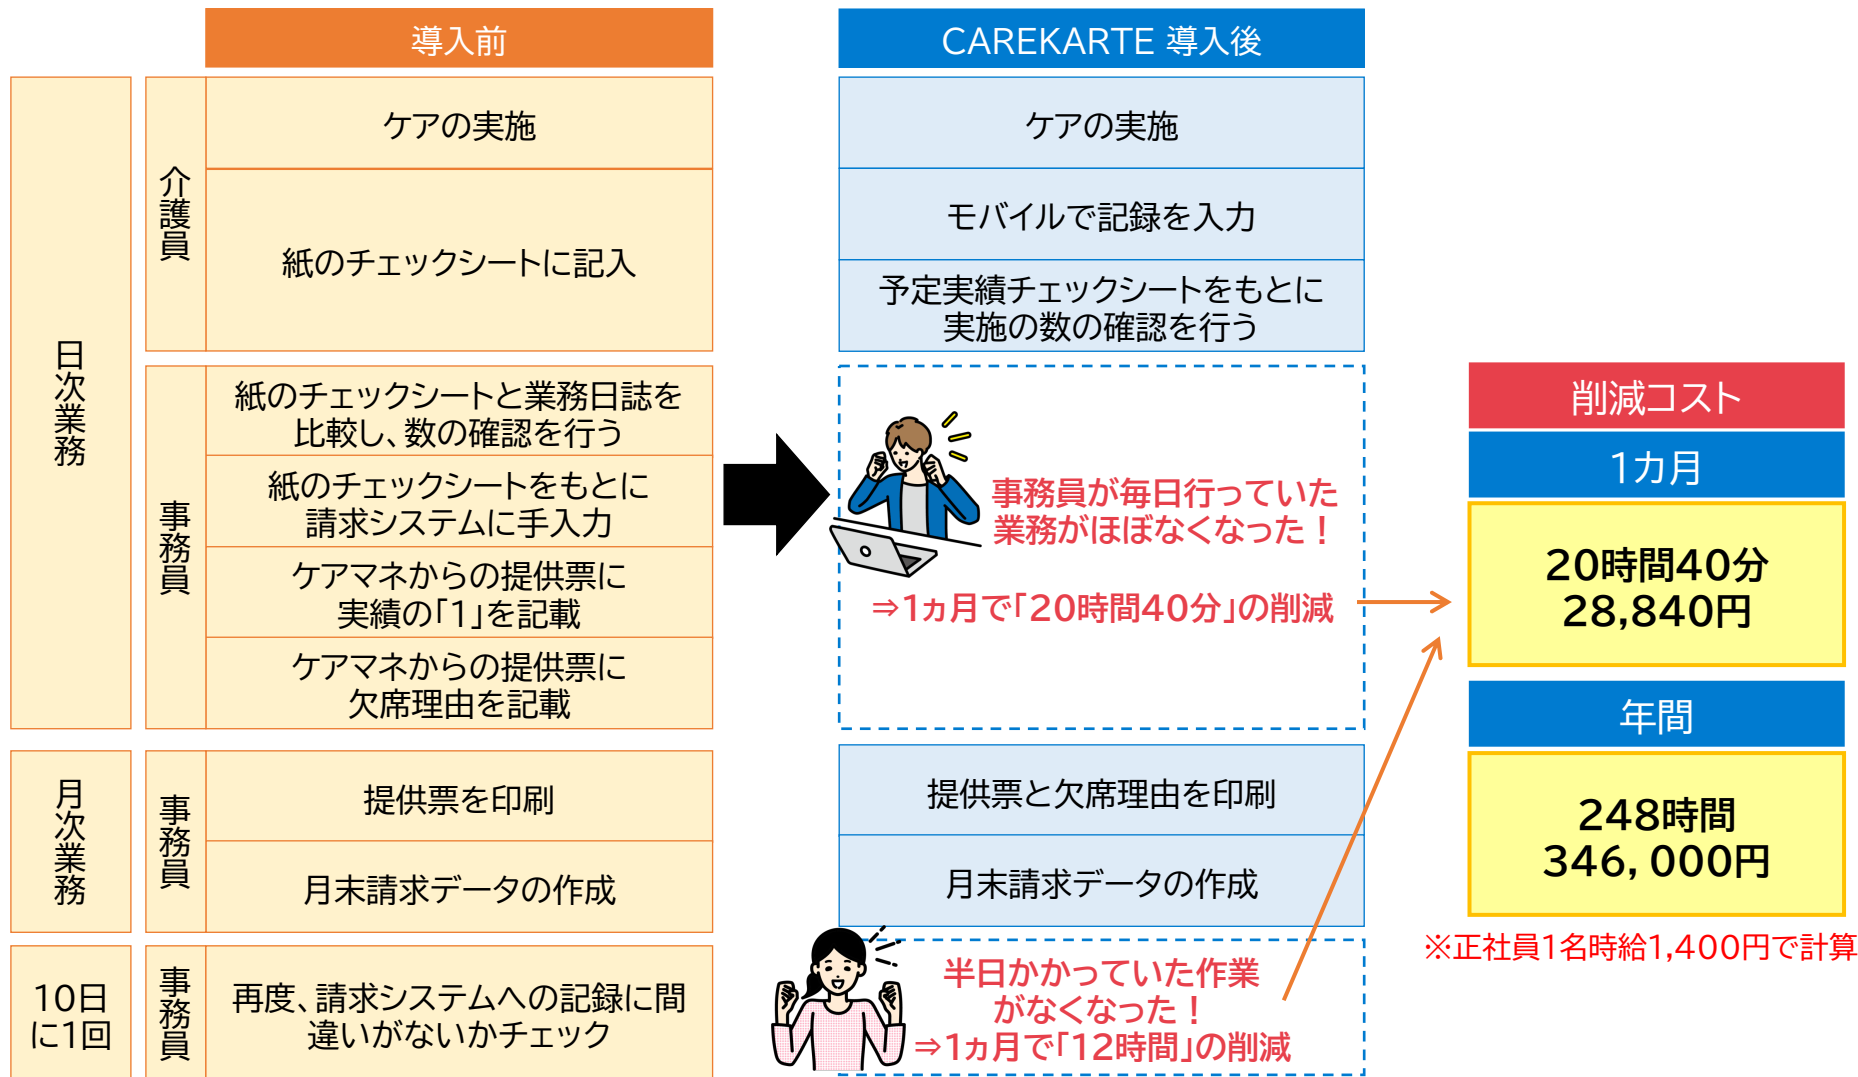 導入前
CAREKARTE 導入後
日次業務
介護員
ケアの実施
紙のチェックシートに記入
ケアの実施
モバイルで記録を入力
予定実績チェックシートをもとに
実施の数の確認を行う
事務員
紙のチェックシートと業務日誌を
比較し、数の確認を行う
紙のチェックシートをもとに
請求システムに手入力
ケアマネからの提供票に
実績の「1」を記載
ケアマネからの提供票に
欠席理由を記載
事務員が毎日行っていた
業務がほぼなくなった！
⇒1ヵ月で「20時間40分」の削減
月次業務
事務員
提供票を印刷
月末請求データの作成
提供票と欠席理由を印刷
月末請求データの作成
10日
に1回
事務員
再度、請求システムへの記録に間
違いがないかチェック
半日かかっていた作業
がなくなった！
⇒1ヵ月で「12時間」の削減
削減コスト
1カ月
20時間40分
28,840円
年間
248時間
346,000円
※正社員1名時給1,400円で計算